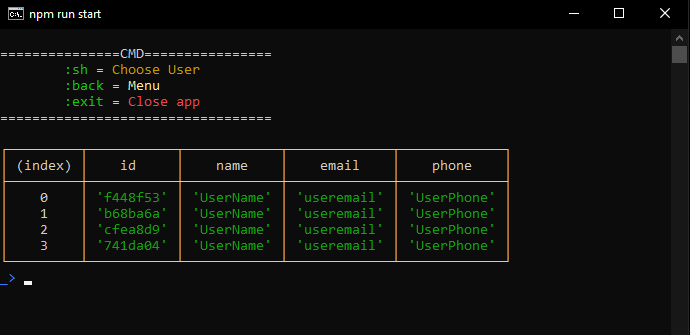 npm run start
===============CMD================
:sh = Choose User
:back = Menu
:exit = Close app
==================================
(index) id name email phone
0 'f448f53' 'UserName' 'useremail' 'UserPhone'
1 'b68ba6a' 'UserName' 'useremail' 'UserPhone'
2 'cfea8d9' 'UserName' 'useremail' 'UserPhone'
3 '741da04' 'UserName' 'useremail' 'UserPhone'
_>